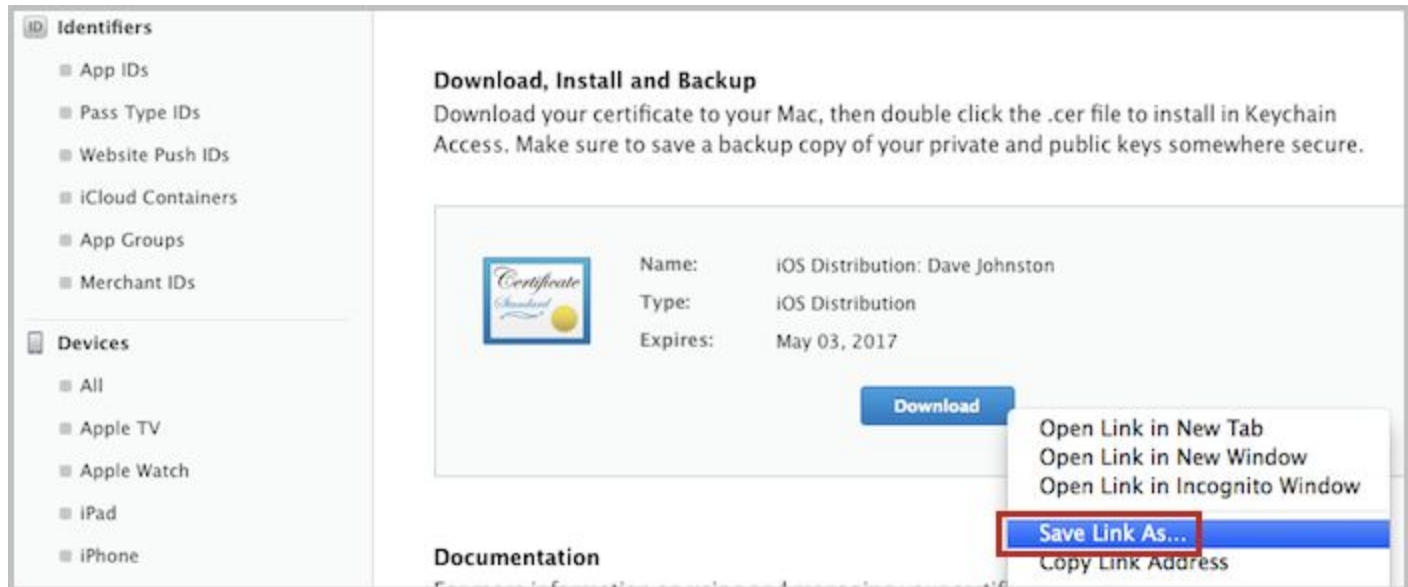 ID Identifiers
App IDs
Pass Type IDs
Website Push IDs
iCloud Containers
App Groups
Merchant IDs
Devices
All
Apple TV
Apple Watch
iPad
iPhone
Download, Install and Backup
Download your certificate to your Mac, then double click the .cer file to install in Keychain
Access. Make sure to save a backup copy of your private and public keys somewhere secure.
Certificate
Standard
Name: iOS Distribution: Dave Johnston
Type: iOS Distribution
Expires: May 03, 2017
Download
Open Link in New Tab
Open Link in New Window
Open Link in Incognito Window
Save Link As...
Copy Link Address
Documentation